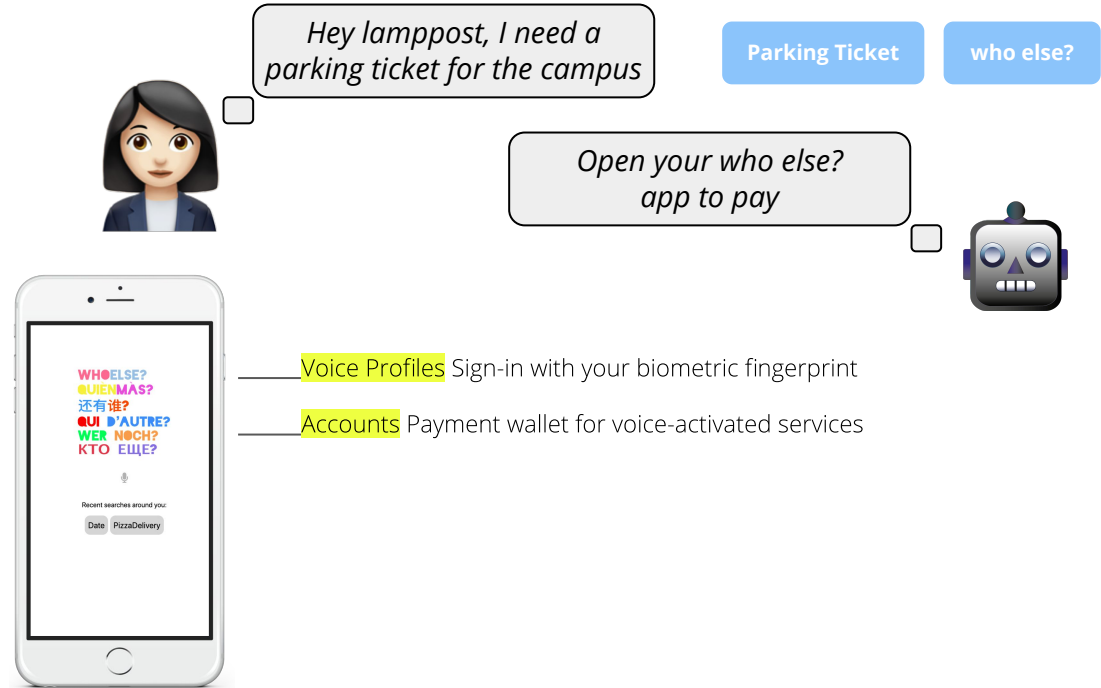 Hey lamppost, I need a
parking ticket for the campus
Parking Ticket
who else?
Open your who else?
app to pay
WHOELSE?
QUIENMAS?
还有谁?
QUI D'AUTRE?
WER NOCH?
КТО ЕЩЕ?
Recent searches around you:
Date
PizzaDelivery
Voice Profiles Sign-in with your biometric fingerprint
Accounts Payment wallet for voice-activated services